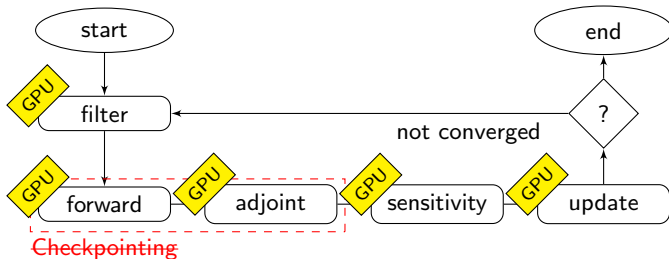 start
end
GPU
filter
?
not converged
GPU
forward
GPU
adjoint
GPU
sensitivity
GPU
update
Checkpointing